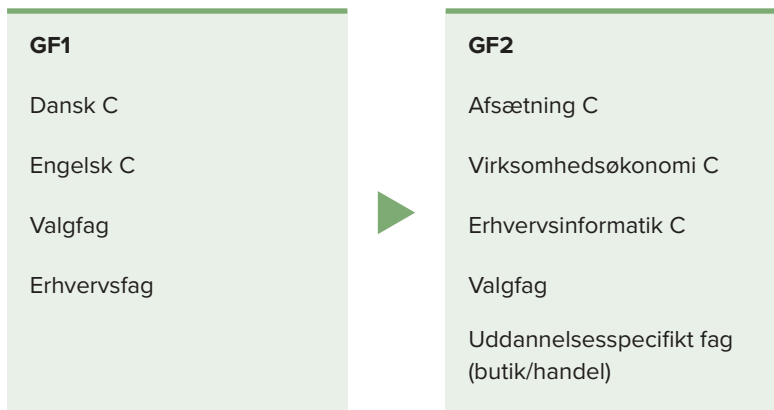 GF1
Dansk C
Engelsk C
Valgfag
Erhvervsfag
GF2
Afsætning C
Virksomhedsøkonomi C
Erhvervsinformatik C
Valgfag
Uddannelsesspecifikt fag
(butik/handel)